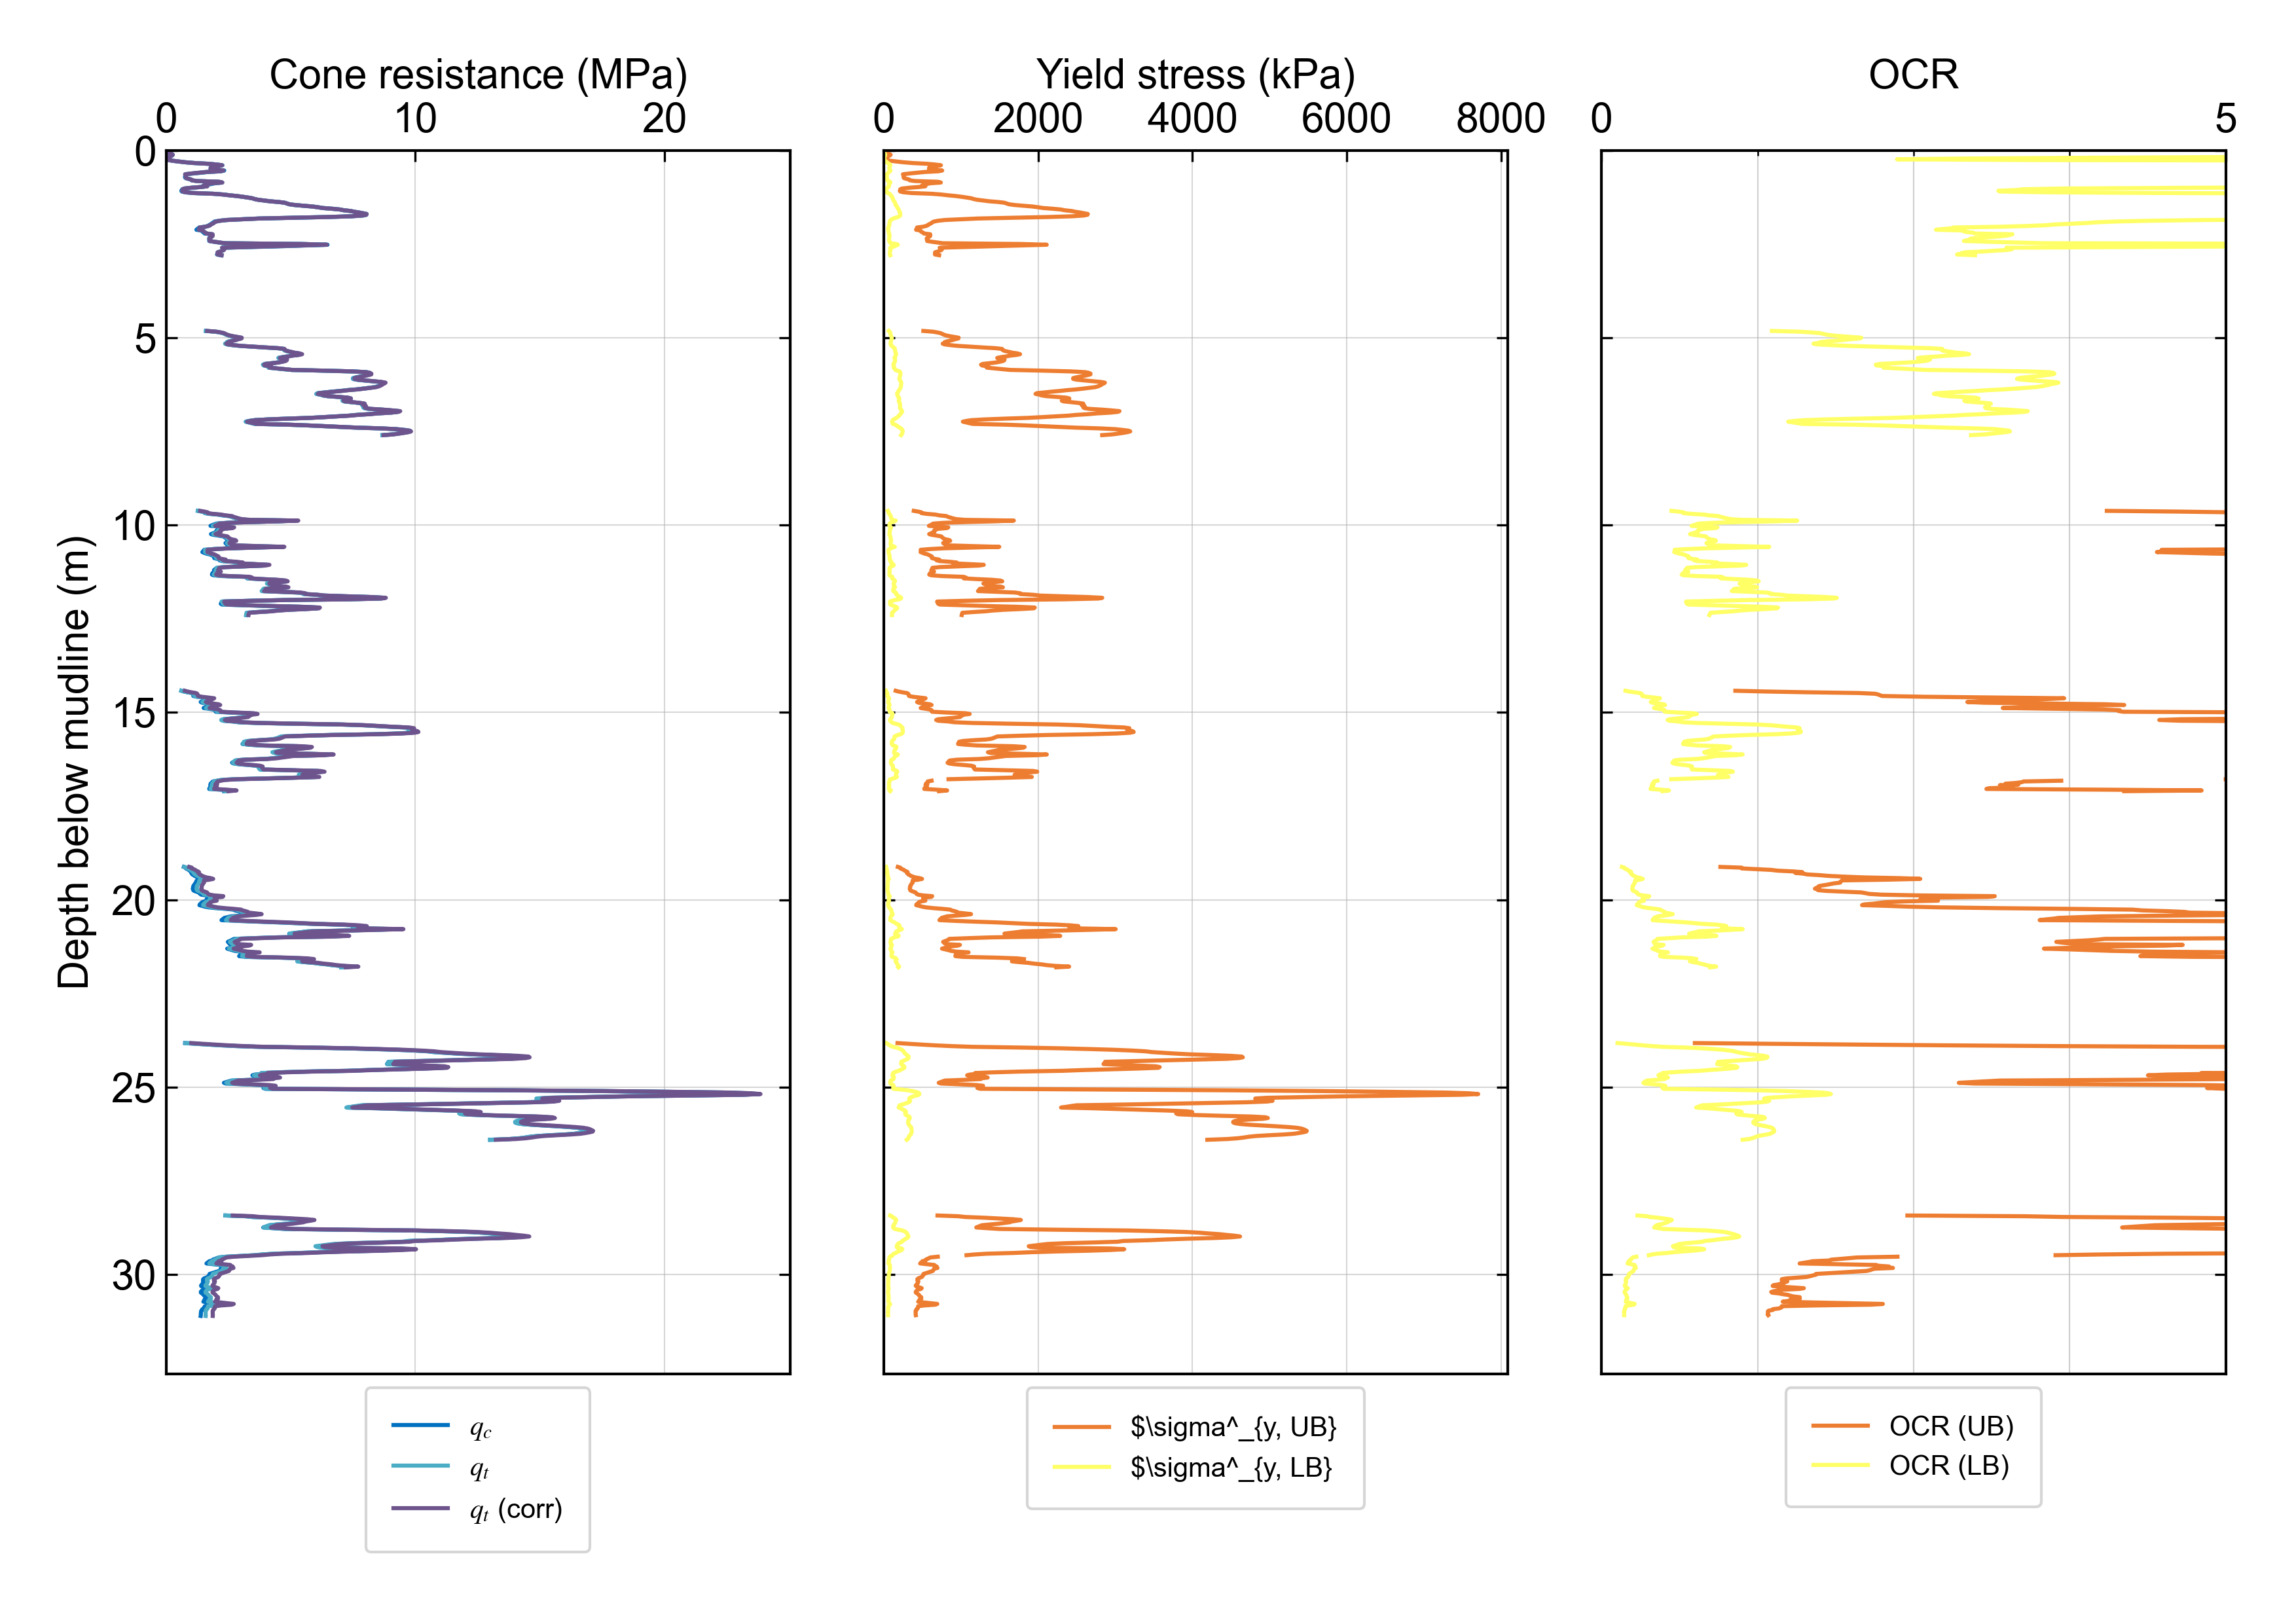 Cone resistance (MPa)
Yield stress (kPa)
OCR
0 10 20
0 2000 4000 6000 8000
0 5
0
5
10
15
20
25
30
Depth below mudline (m)
q_c
q_t
q_t (corr)
$\sigma^_{y, UB}
$\sigma^_{y, LB}
OCR (UB)
OCR (LB)